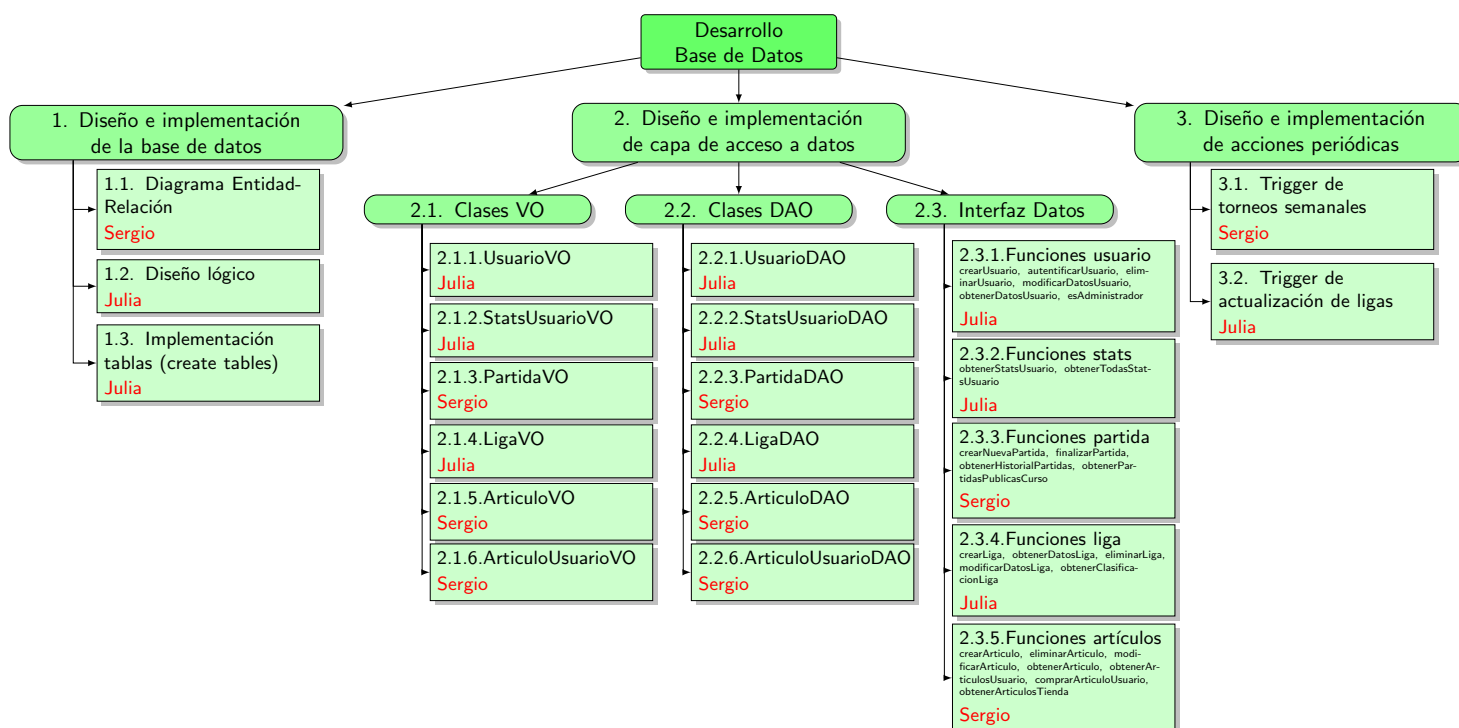 Desarrollo
Base de Datos
1. Diseño e implementación
de la base de datos
1.1. Diagrama Entidad-
Relación
Sergio
1.2. Diseño lógico
Julia
1.3. Implementación
tablas (create tables)
Julia
2. Diseño e implementación
de capa de acceso a datos
2.1. Clases VO
2.1.1.UsuarioVO
Julia
2.1.2.StatsUsuarioVO
Julia
2.1.3.PartidaVO
Sergio
2.1.4.LigaVO
Julia
2.1.5.ArticuloVO
Sergio
2.1.6.ArticuloUsuarioVO
Sergio
2.2. Clases DAO
2.2.1.UsuarioDAO
Julia
2.2.2.StatsUsuarioDAO
Julia
2.2.3.PartidaDAO
Sergio
2.2.4.LigaDAO
Julia
2.2.5.ArticuloDAO
Sergio
2.2.6.ArticuloUsuarioDAO
Sergio
2.3. Interfaz Datos
2.3.1.Funciones usuario
crearUsuario, autentificarUsuario, elim-
inarUsuario, modificarDatosUsuario,
obtenerDatosUsuario, esAdministrador
Julia
2.3.2.Funciones stats
obtenerStatsUsuario, obtenerTodasStat-
sUsuario
Julia
2.3.3.Funciones partida
crearNuevaPartida, finalizarPartida,
obtenerHistorialPartidas, obtenerPar-
tidasPublicasCurso
Sergio
2.3.4.Funciones liga
crearLiga, obtenerDatosLiga, eliminarLiga,
modificarDatosLiga, obtenerClasifica-
cionLiga
Julia
2.3.5.Funciones artículos
crearArticulo, eliminarArticulo, modi-
ficarArticulo, obtenerArticulo, obtenerAr-
ticulosUsuario, comprarArticuloUsuario,
obtenerArticulosTienda
Sergio
3. Diseño e implementación
de acciones periódicas
3.1. Trigger de
torneos semanales
Sergio
3.2. Trigger de
actualización de ligas
Julia